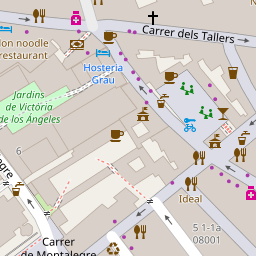 Carrer dels Tallers
don noodle
restaurant
Hosteria
Grau
Jardins
de Victòria
de los Ángeles
6
Ideal
5 1-1a
08001
Carrer
de Montalegre